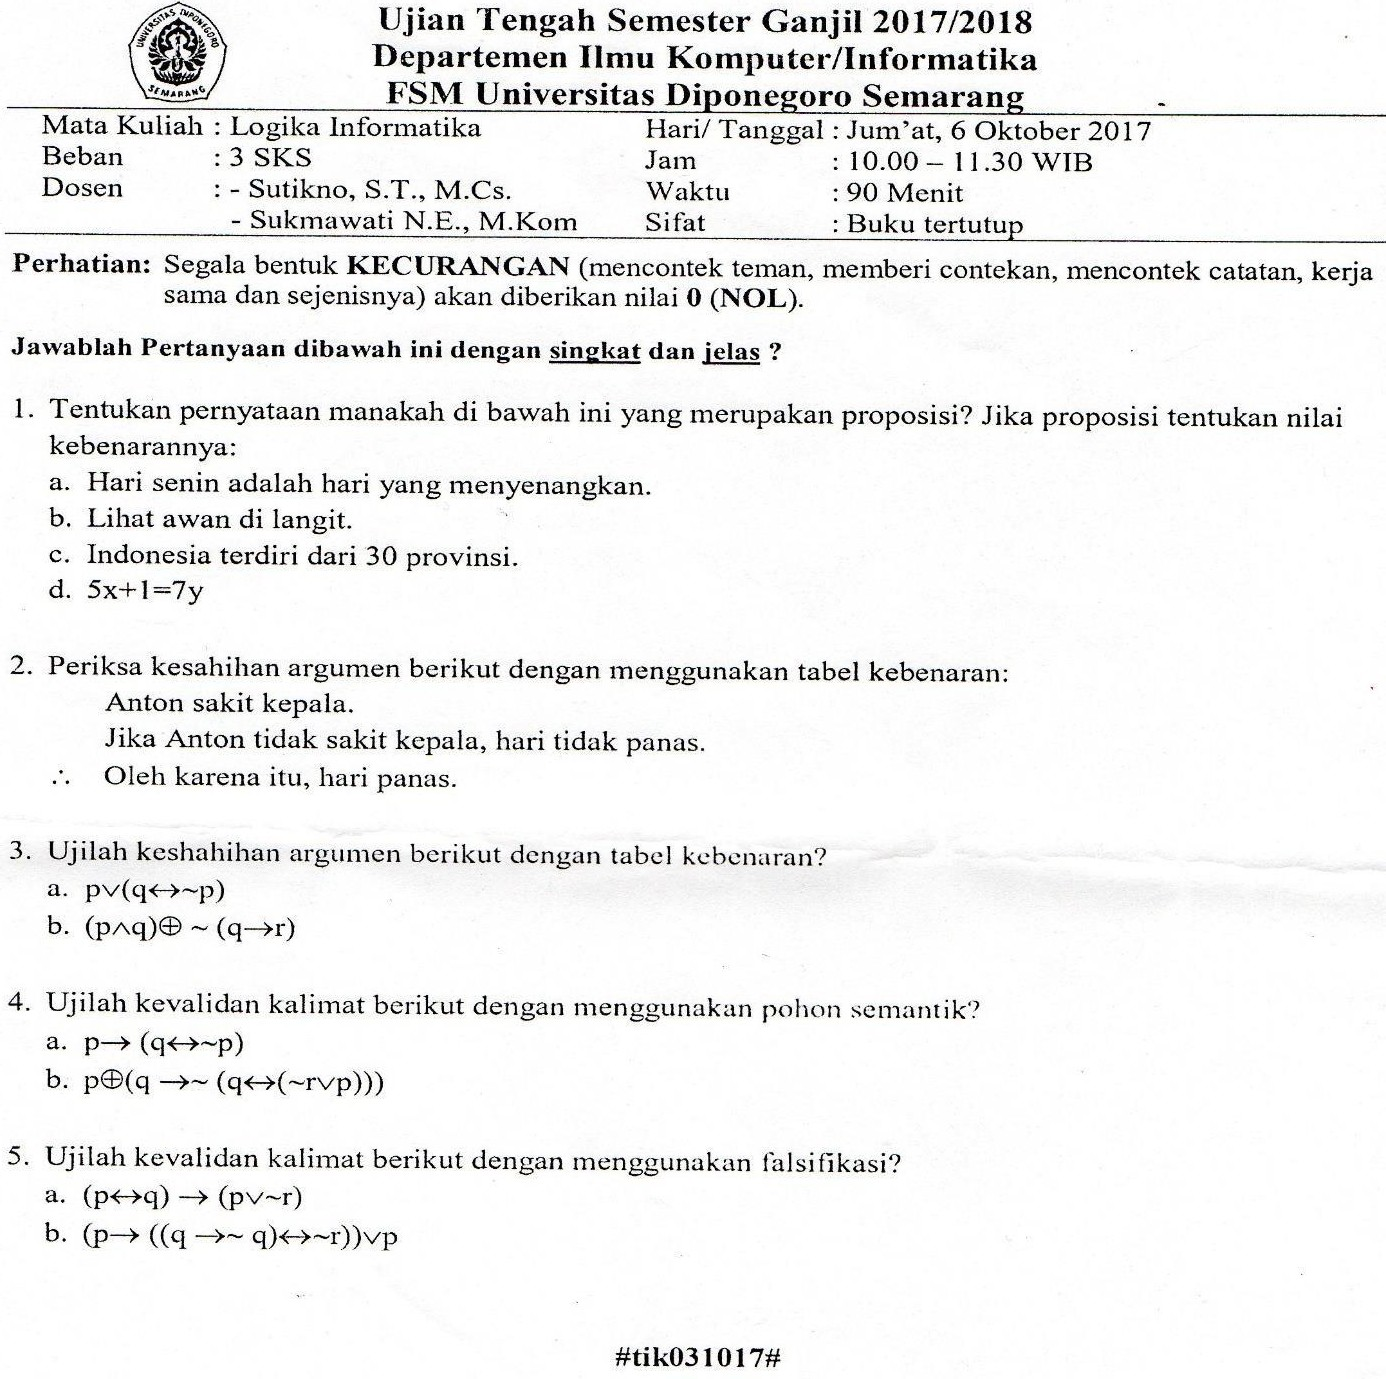 UNIVERSITAS DIPONEGORO
SEMARANG
Ujian Tengah Semester Ganjil 2017/2018
Departemen Ilmu Komputer/Informatika
FSM Universitas Diponegoro Semarang
Mata Kuliah : Logika Informatika Hari/ Tanggal : Jum’at, 6 Oktober 2017
Beban : 3 SKS Jam : 10.00 – 11.30 WIB
Dosen : - Sutikno, S.T., M.Cs. Waktu : 90 Menit
- Sukmawati N.E., M.Kom Sifat : Buku tertutup
Perhatian: Segala bentuk KECURANGAN (mencontek teman, memberi contekan, mencontek catatan, kerja
sama dan sejenisnya) akan diberikan nilai 0 (NOL).
Jawablah Pertanyaan dibawah ini dengan singkat dan jelas ?
1. Tentukan pernyataan manakah di bawah ini yang merupakan proposisi? Jika proposisi tentukan nilai
kebenarannya:
a. Hari senin adalah hari yang menyenangkan.
b. Lihat awan di langit.
c. Indonesia terdiri dari 30 provinsi.
d. 5x+1=7y
2. Periksa kesahihan argumen berikut dengan menggunakan tabel kebenaran:
Anton sakit kepala.
Jika Anton tidak sakit kepala, hari tidak panas.
∴ Oleh karena itu, hari panas.
3. Ujilah keshahihan argumen berikut dengan tabel kebenaran?
a. p∨(q↔~p)
b. (p∧q)⊕ ~ (q→r)
4. Ujilah kevalidan kalimat berikut dengan menggunakan pohon semantik?
a. p→ (q↔~p)
b. p⊕(q →~ (q↔(~r∨p)))
5. Ujilah kevalidan kalimat berikut dengan menggunakan falsifikasi?
a. (p↔q) → (p∨~r)
b. (p→ ((q →~ q)↔~r))∨p
#tik031017#